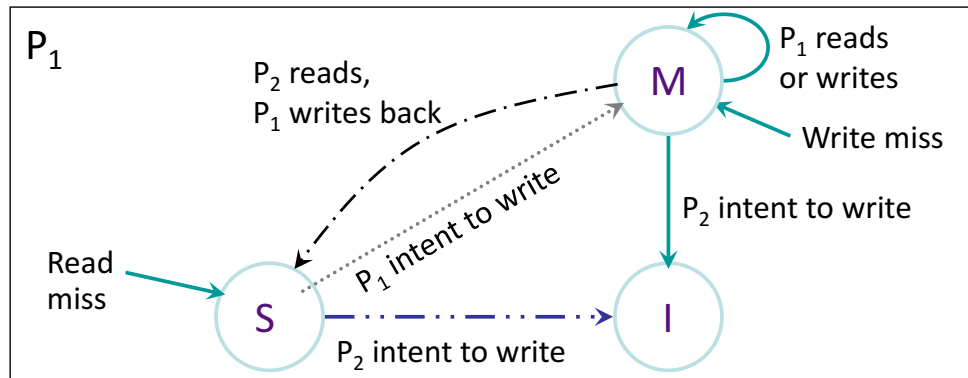 P₁
P₂ reads,
P₁ writes back
M
P₁ reads
or writes
Write miss
P₁ intent to write
P₂ intent to write
Read
miss
S
I
P₂ intent to write